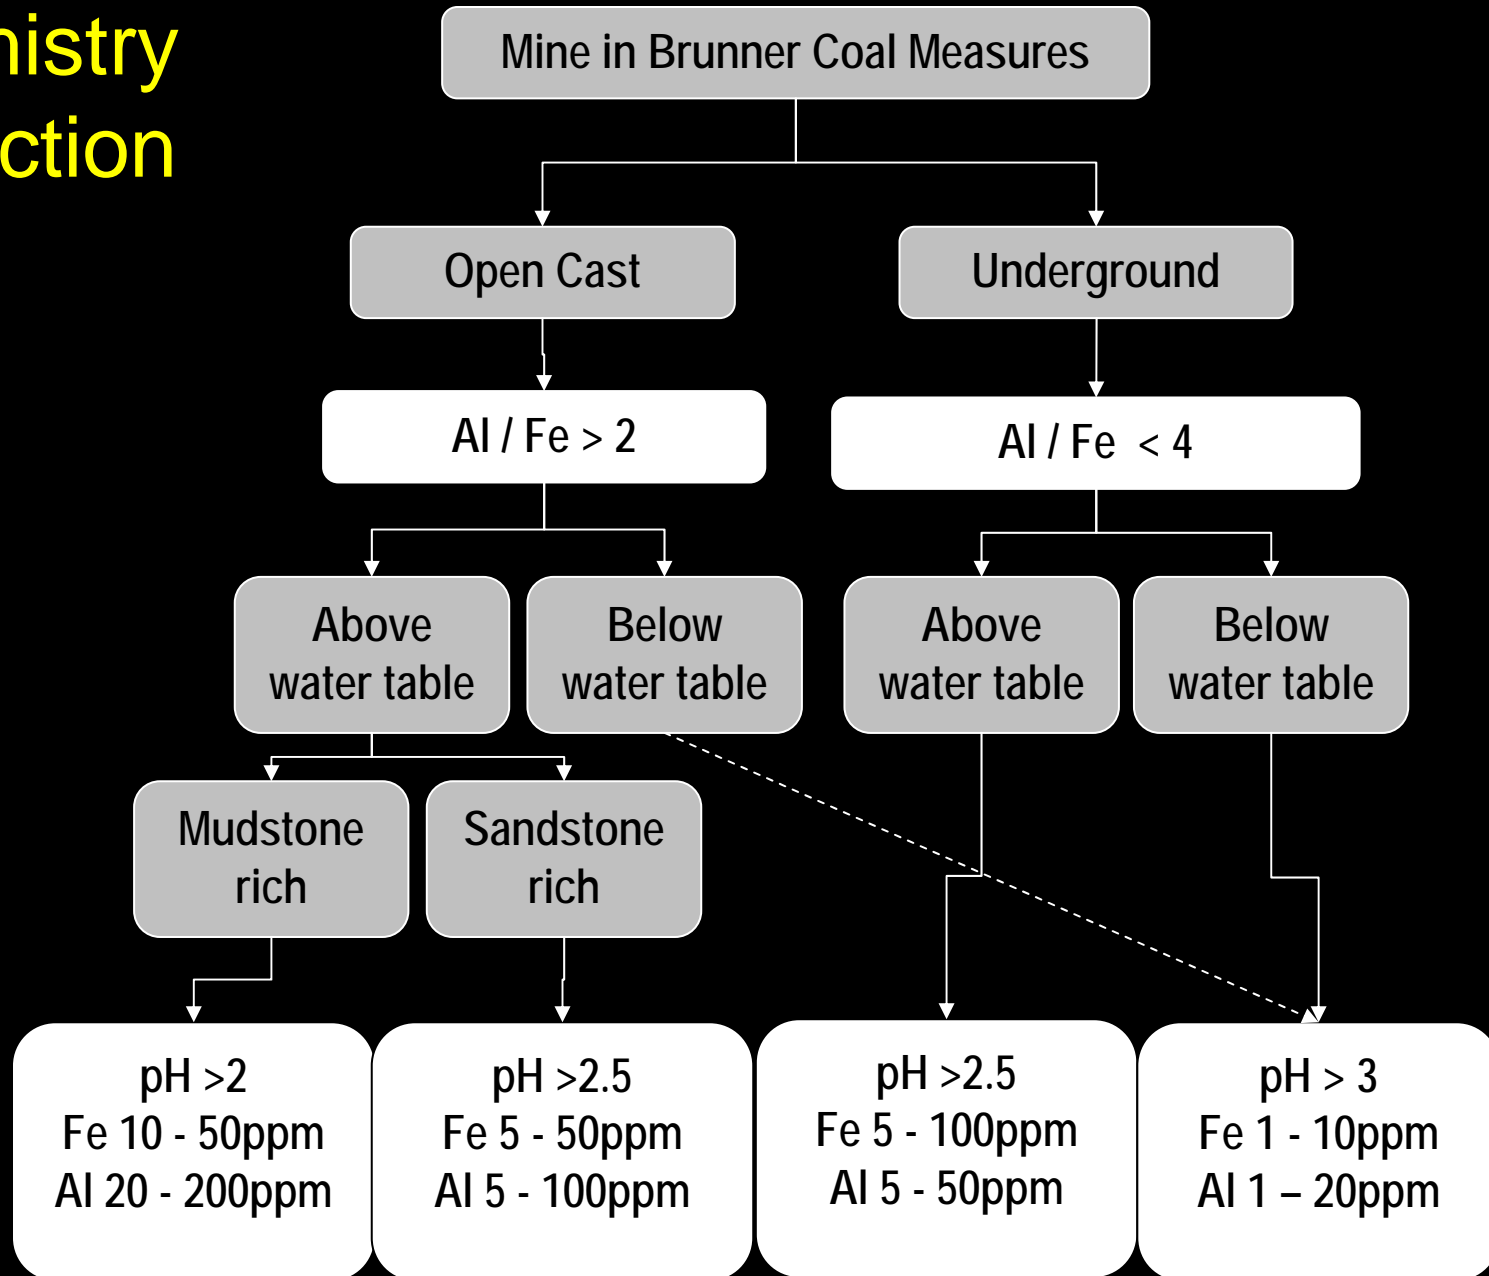 nistry
ction
Mine in Brunner Coal Measures
Open Cast
Underground
Al / Fe > 2
Al / Fe < 4
Above
water table
Below
water table
Above
water table
Below
water table
Mudstone
rich
Sandstone
rich
pH >2
Fe 10 - 50ppm
Al 20 - 200ppm
pH >2.5
Fe 5 - 50ppm
Al 5 - 100ppm
pH >2.5
Fe 5 - 100ppm
Al 5 - 50ppm
pH > 3
Fe 1 - 10ppm
Al 1 – 20ppm